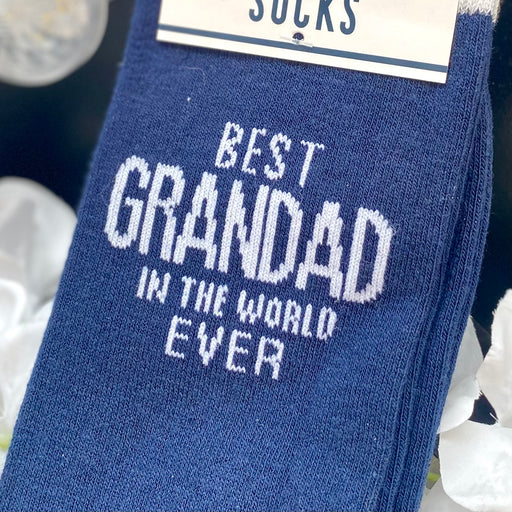 SOCKS
BEST
GRANDAD
IN THE WORLD
EVER